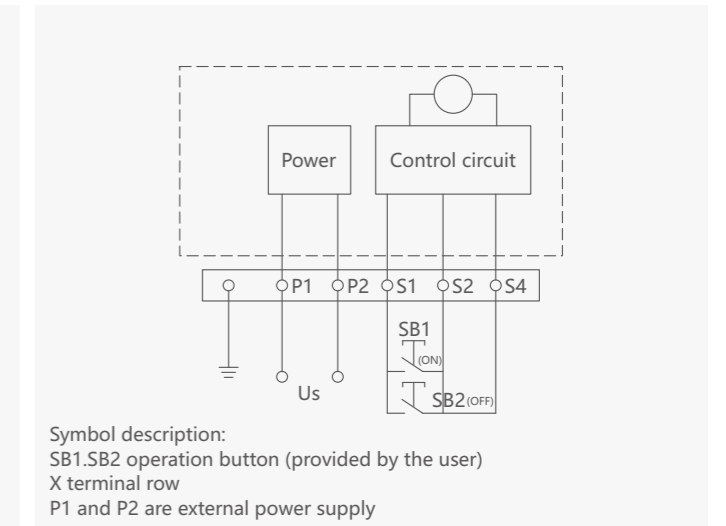 Power
Control circuit
P1 P2 S1 S2 S4
SB1
(ON)
SB2(OFF)
Us
Symbol description:
SB1.SB2 operation button (provided by the user)
X terminal row
P1 and P2 are external power supply